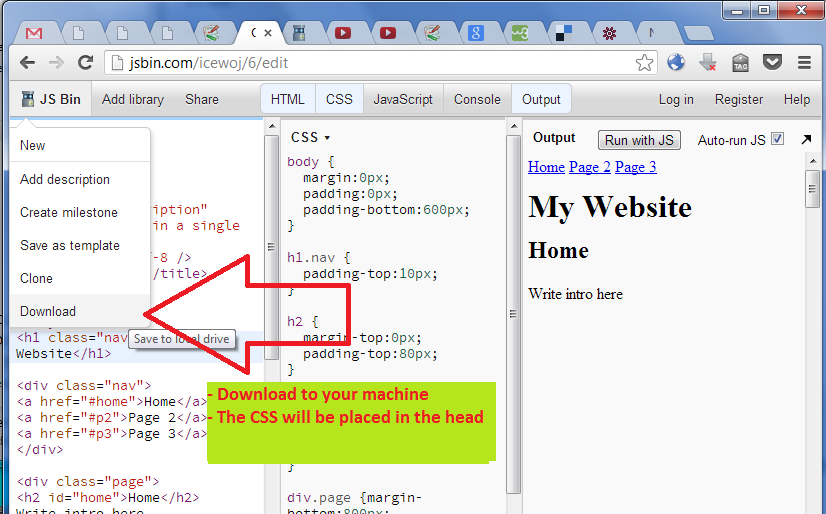 jsbin.com/icewoj/6/edit
JS Bin Add library Share HTML CSS JavaScript Console Output Log in Register Help
New
Add description
Create milestone
Save as template
Clone
Download
Save to local drive
ription"
in a single
-8 />
/title>
<h1 class="nav
Website</h1>
<div class="nav">
<a href="#home">Home</a>
<a href="#p2">Page 2</a>
<a href="#p3">Page 3</a>
</div>
<div class="page">
<h2 id="home">Home</h2>
Write intro here
CSS
body {
margin:0px;
padding:0px;
padding-bottom:600px;
}
h1.nav {
padding-top:10px;
}
h2 {
margin-top:0px;
padding-top:80px;
}
- Download to your machine
- The CSS will be placed in the head
}
div.page {margin-
bottom:800px;
Output Run with JS Auto-run JS
Home Page 2 Page 3
My Website
Home
Write intro here